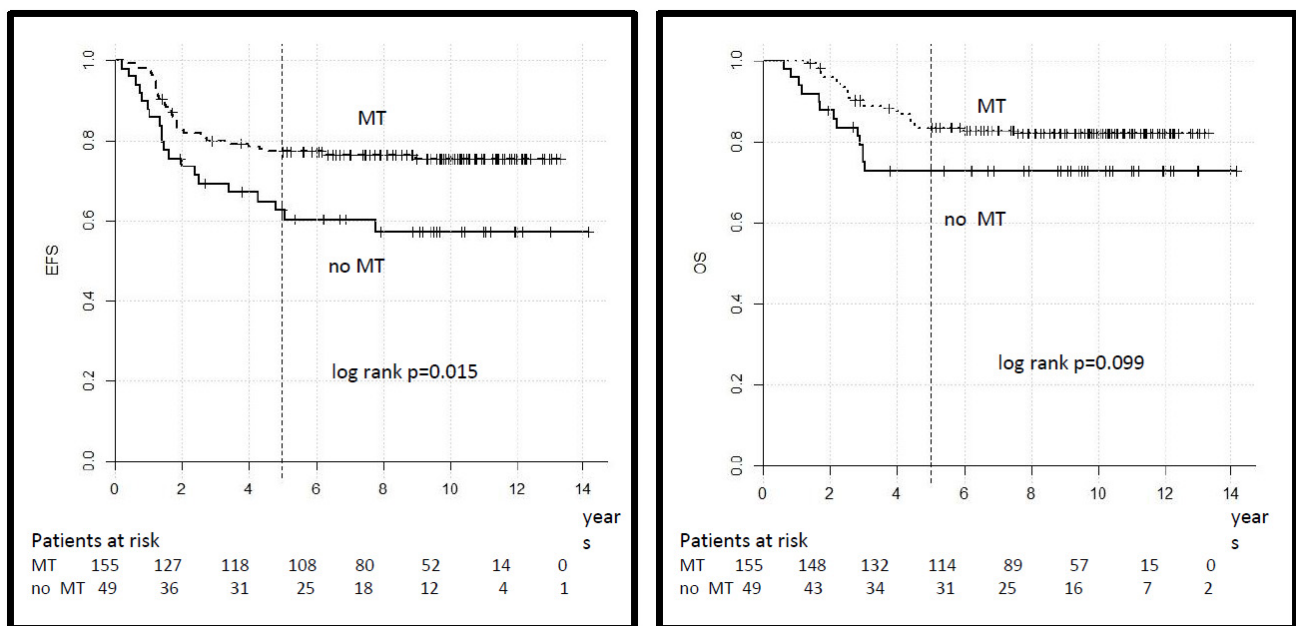 1.0
0.8
0.6
0.4
0.2
0.0
EFS
MT
no MT
log rank p=0.015
0 2 4 6 8 10 12 14
year
s
Patients at risk
MT 155 127 118 108 80 52 14 0
no MT 49 36 31 25 18 12 4 1
1.0
0.8
0.6
0.4
0.2
0.0
OS
MT
no MT
log rank p=0.099
0 2 4 6 8 10 12 14
year
s
Patients at risk
MT 155 148 132 114 89 57 15 0
no MT 49 43 34 31 25 16 7 2